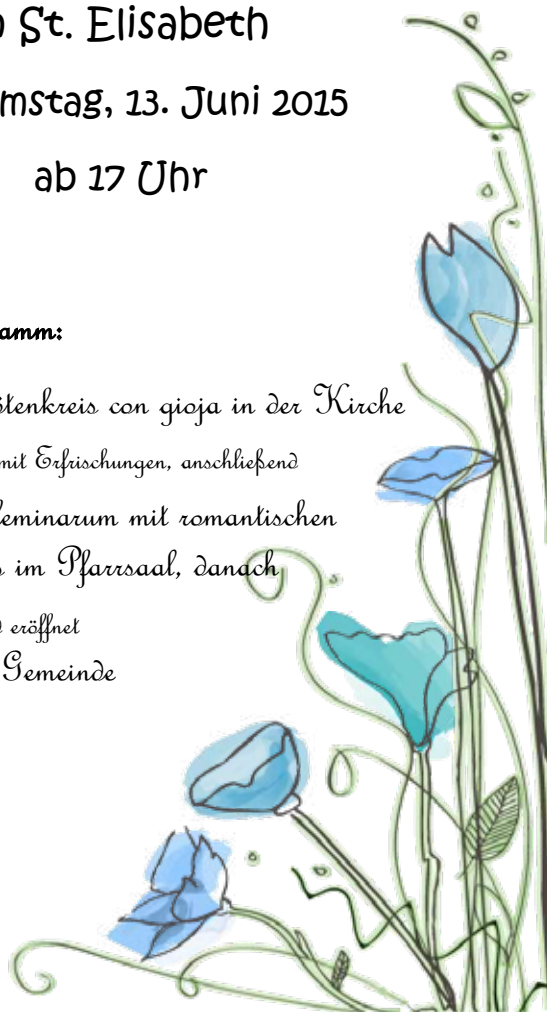 St. Elisabeth
mstag, 13. Juni 2015
ab 17 Uhr
amm:
tenkreis con gioja in der Kirche
mit Erfrischungen, anschließend
eminarum mit romantischen
im Pfarrsaal, danach
eröffnet
Gemeinde